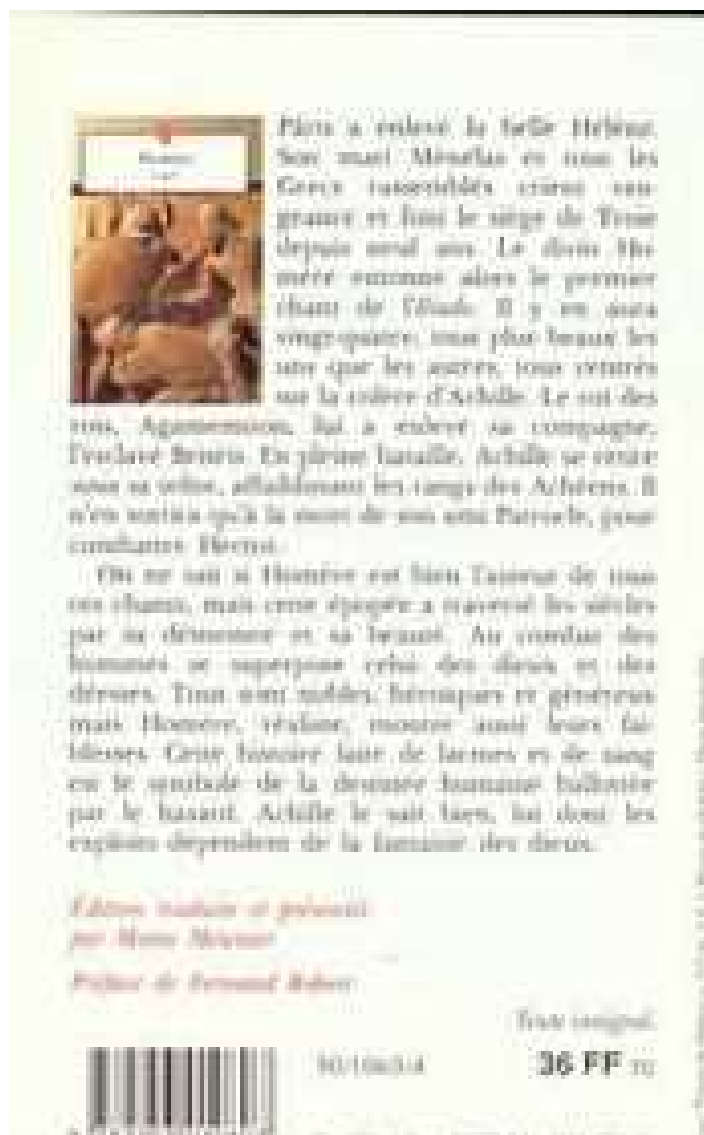 Pâris a enlevé la belle Hélène.
Son mari Ménélas et tous les
Grecs rassemblés crient ven-
geance et font le siège de Troie
depuis neuf ans. Le divin Ho-
mère entonne alors le premier
chant de l'Iliade. Il y en aura
vingt-quatre, tous plus beaux les
uns que les autres, tous centrés
sur la colère d'Achille. Le roi des
rois, Agamemnon, lui a enlevé sa compagne,
l'esclave Briséis. En pleine bataille, Achille se retire
sous sa tente, affaiblissant les rangs des Achéens. Il
n'en sortira qu'à la mort de son ami Patrocle, pour
combattre Hector.
On ne sait si Homère est bien l'auteur de tous
ces chants, mais cette épopée a traversé les siècles
par sa démesure et sa beauté. Au combat des
hommes se superpose celui des dieux et des
déesses. Tous sont nobles, héroïques et généreux
mais Homère, réaliste, montre aussi leurs fai-
blesses. Cette histoire faite de larmes et de sang
est le symbole de la destinée humaine ballottée
par le hasard. Achille le sait bien, lui dont les
exploits dépendent de la fantaisie des dieux.
Édition traduite et présentée
par Mario Meunier
Préface de Fernand Robert
Texte intégral.
36 FF